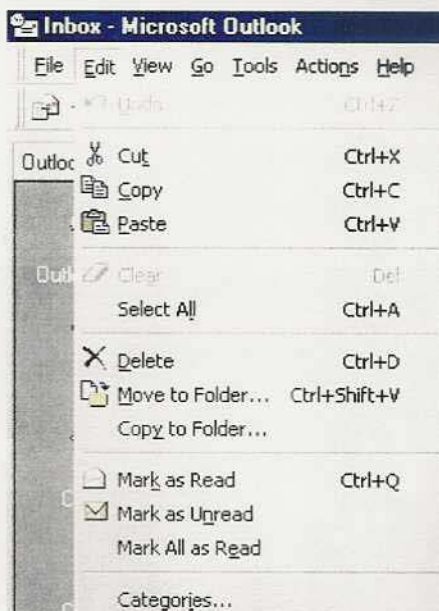 Inbox - Microsoft Outlook
File Edit View Go Tools Actions Help
Undo Ctrl+Z
Outloo
Cut Ctrl+X
Copy Ctrl+C
Paste Ctrl+V
Outl
Clear Del
Select All Ctrl+A
Delete Ctrl+D
Move to Folder... Ctrl+Shift+V
Copy to Folder...
Mark as Read Ctrl+Q
C
Mark as Unread
Mark All as Read
Categories...
C